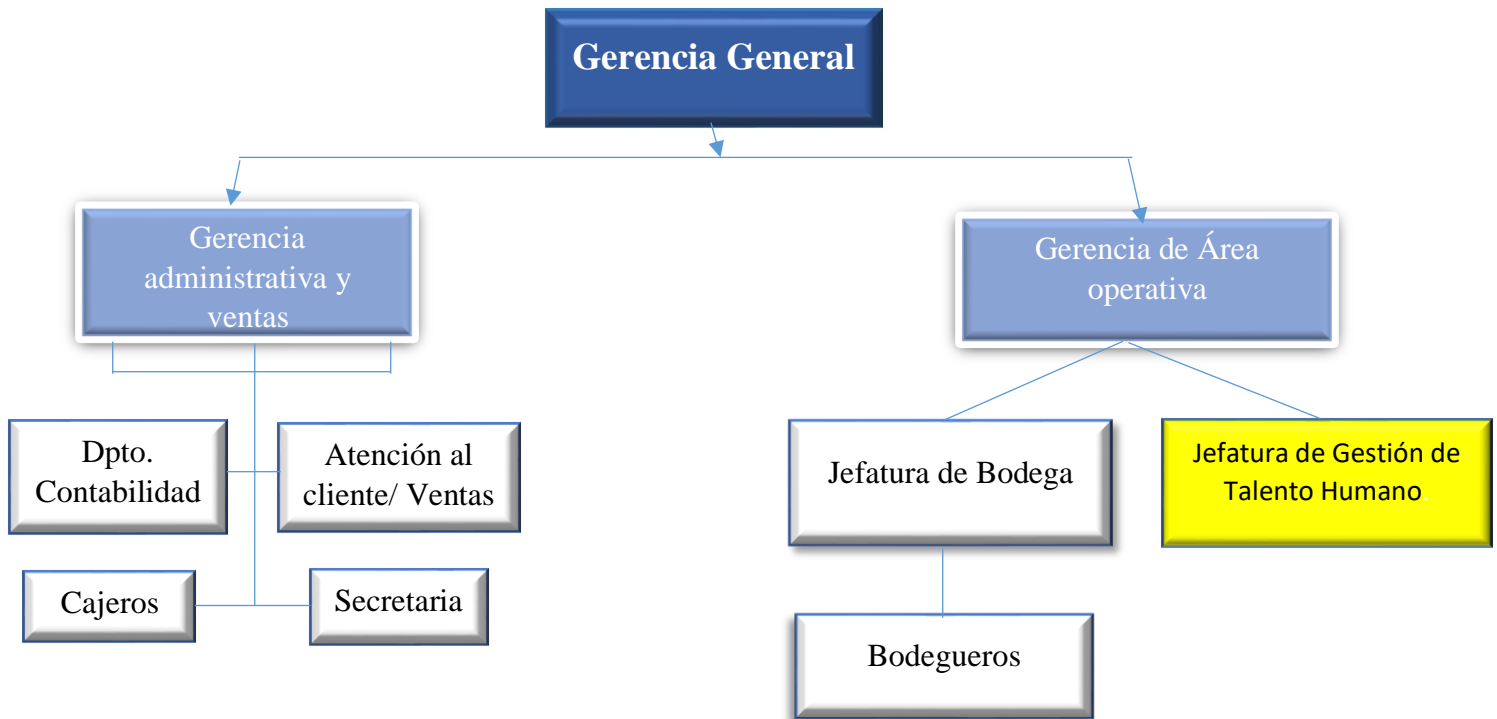 Gerencia General
Gerencia
administrativa y
ventas
Gerencia de Área
operativa
Dpto.
Contabilidad
Atención al
cliente/ Ventas
Jefatura de Bodega
Jefatura de Gestión de
Talento Humano
Cajeros
Secretaria
Bodegueros